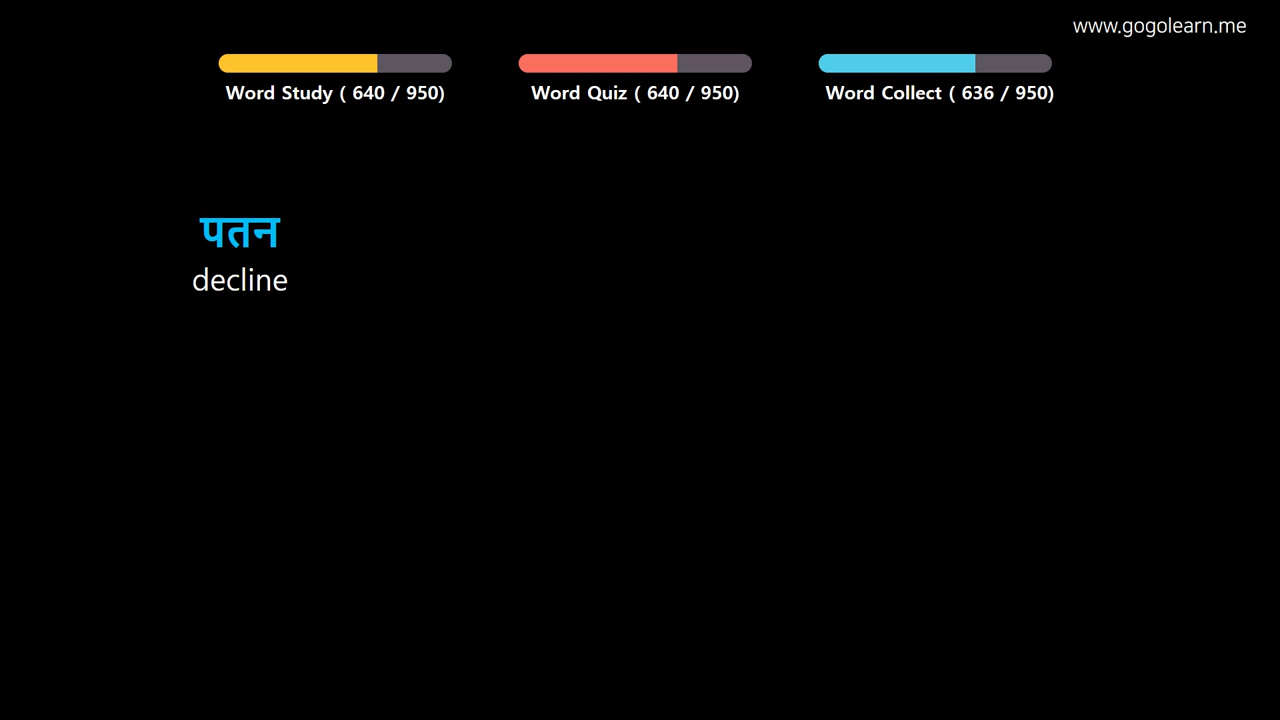 www.gogolearn.me
Word Study ( 640 / 950)
Word Quiz ( 640 / 950)
Word Collect ( 636 / 950)
पतन
decline